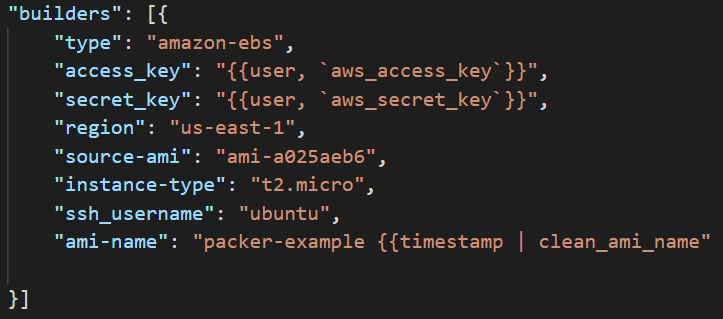 "builders": [{
"type": "amazon-ebs",
"access_key": "{{user, `aws_access_key`}}",
"secret_key": "{{user, `aws_secret_key`}}",
"region": "us-east-1",
"source-ami": "ami-a025aeb6",
"instance-type": "t2.micro",
"ssh_username": "ubuntu",
"ami-name": "packer-example {{timestamp | clean_ami_name"
}]